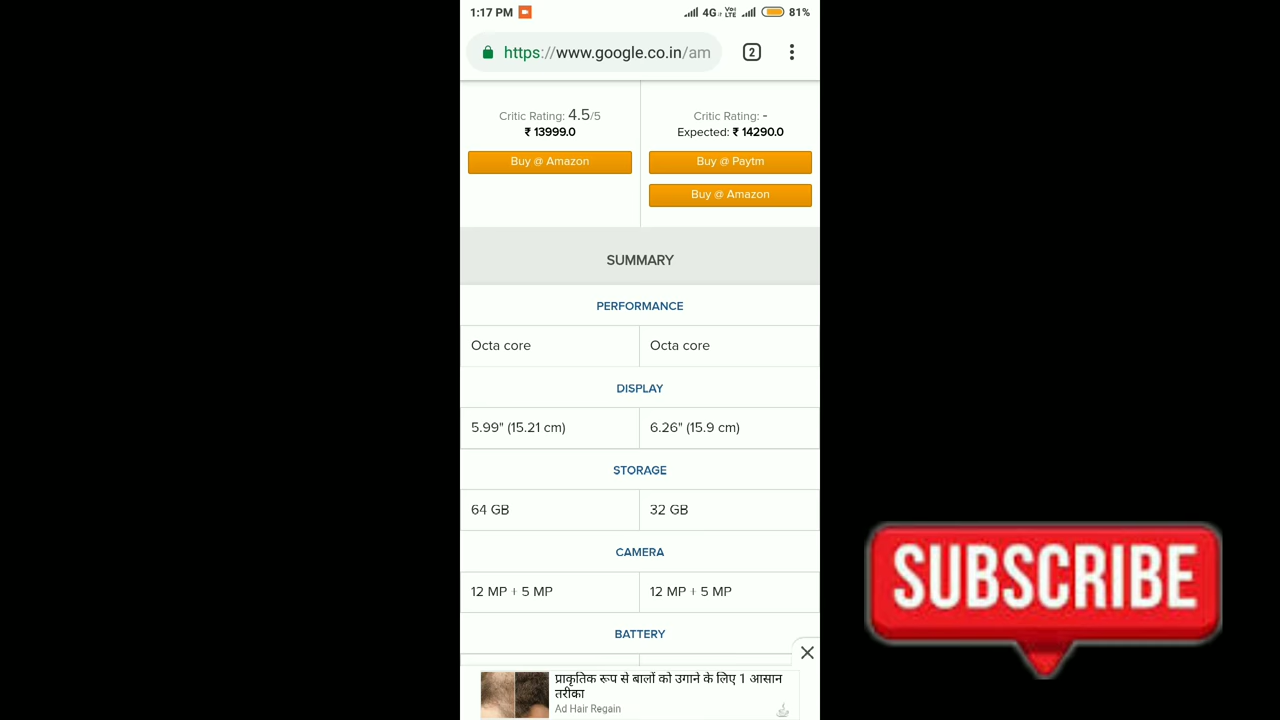 1:17 PM 4G Vo) LTE 81%
https://www.google.co.in/am 2
Critic Rating: 4.5/5 Critic Rating: -
₹ 13999.0 Expected: ₹ 14290.0
Buy @ Amazon Buy @ Paytm
Buy @ Amazon
SUMMARY
PERFORMANCE
Octa core Octa core
DISPLAY
5.99" (15.21 cm) 6.26" (15.9 cm)
STORAGE
64 GB 32 GB
CAMERA
12 MP + 5 MP 12 MP + 5 MP
BATTERY
प्राकृतिक रूप से बालों को उगाने के लिए 1 आसान
तरीका
Ad Hair Regain
SUBSCRIBE